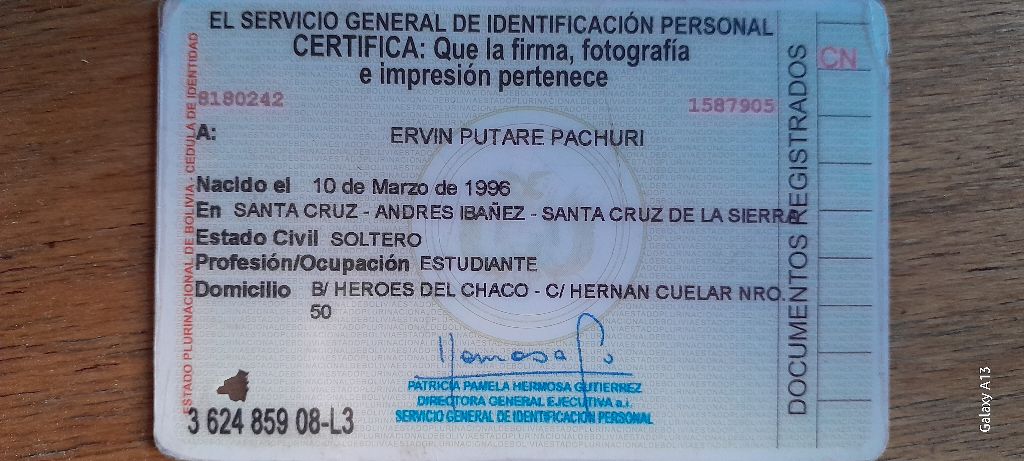 EL SERVICIO GENERAL DE IDENTIFICACIÓN PERSONAL
CERTIFICA: Que la firma, fotografía
e impresión pertenece
8180242
1587905
A:
ERVIN PUTARE PACHURI
Nacido el 10 de Marzo de 1996
En SANTA CRUZ - ANDRES IBAÑEZ - SANTA CRUZ DE LA SIERRA
Estado Civil SOLTERO
Profesión/Ocupación ESTUDIANTE
Domicilio B/ HEROES DEL CHACO - C/ HERNAN CUELAR NRO.
50
PATRICIA PAMELA HERMOSA GUTIERREZ
DIRECTORA GENERAL EJECUTIVA a.i.
SERVICIO GENERAL DE IDENTIFICACIÓN PERSONAL
3 624 859 08-L3
ESTADO PLURINACIONAL DE BOLIVIA - CEDULA DE IDENTIDAD
DOCUMENTOS REGISTRADOS
CN
Galaxy A13